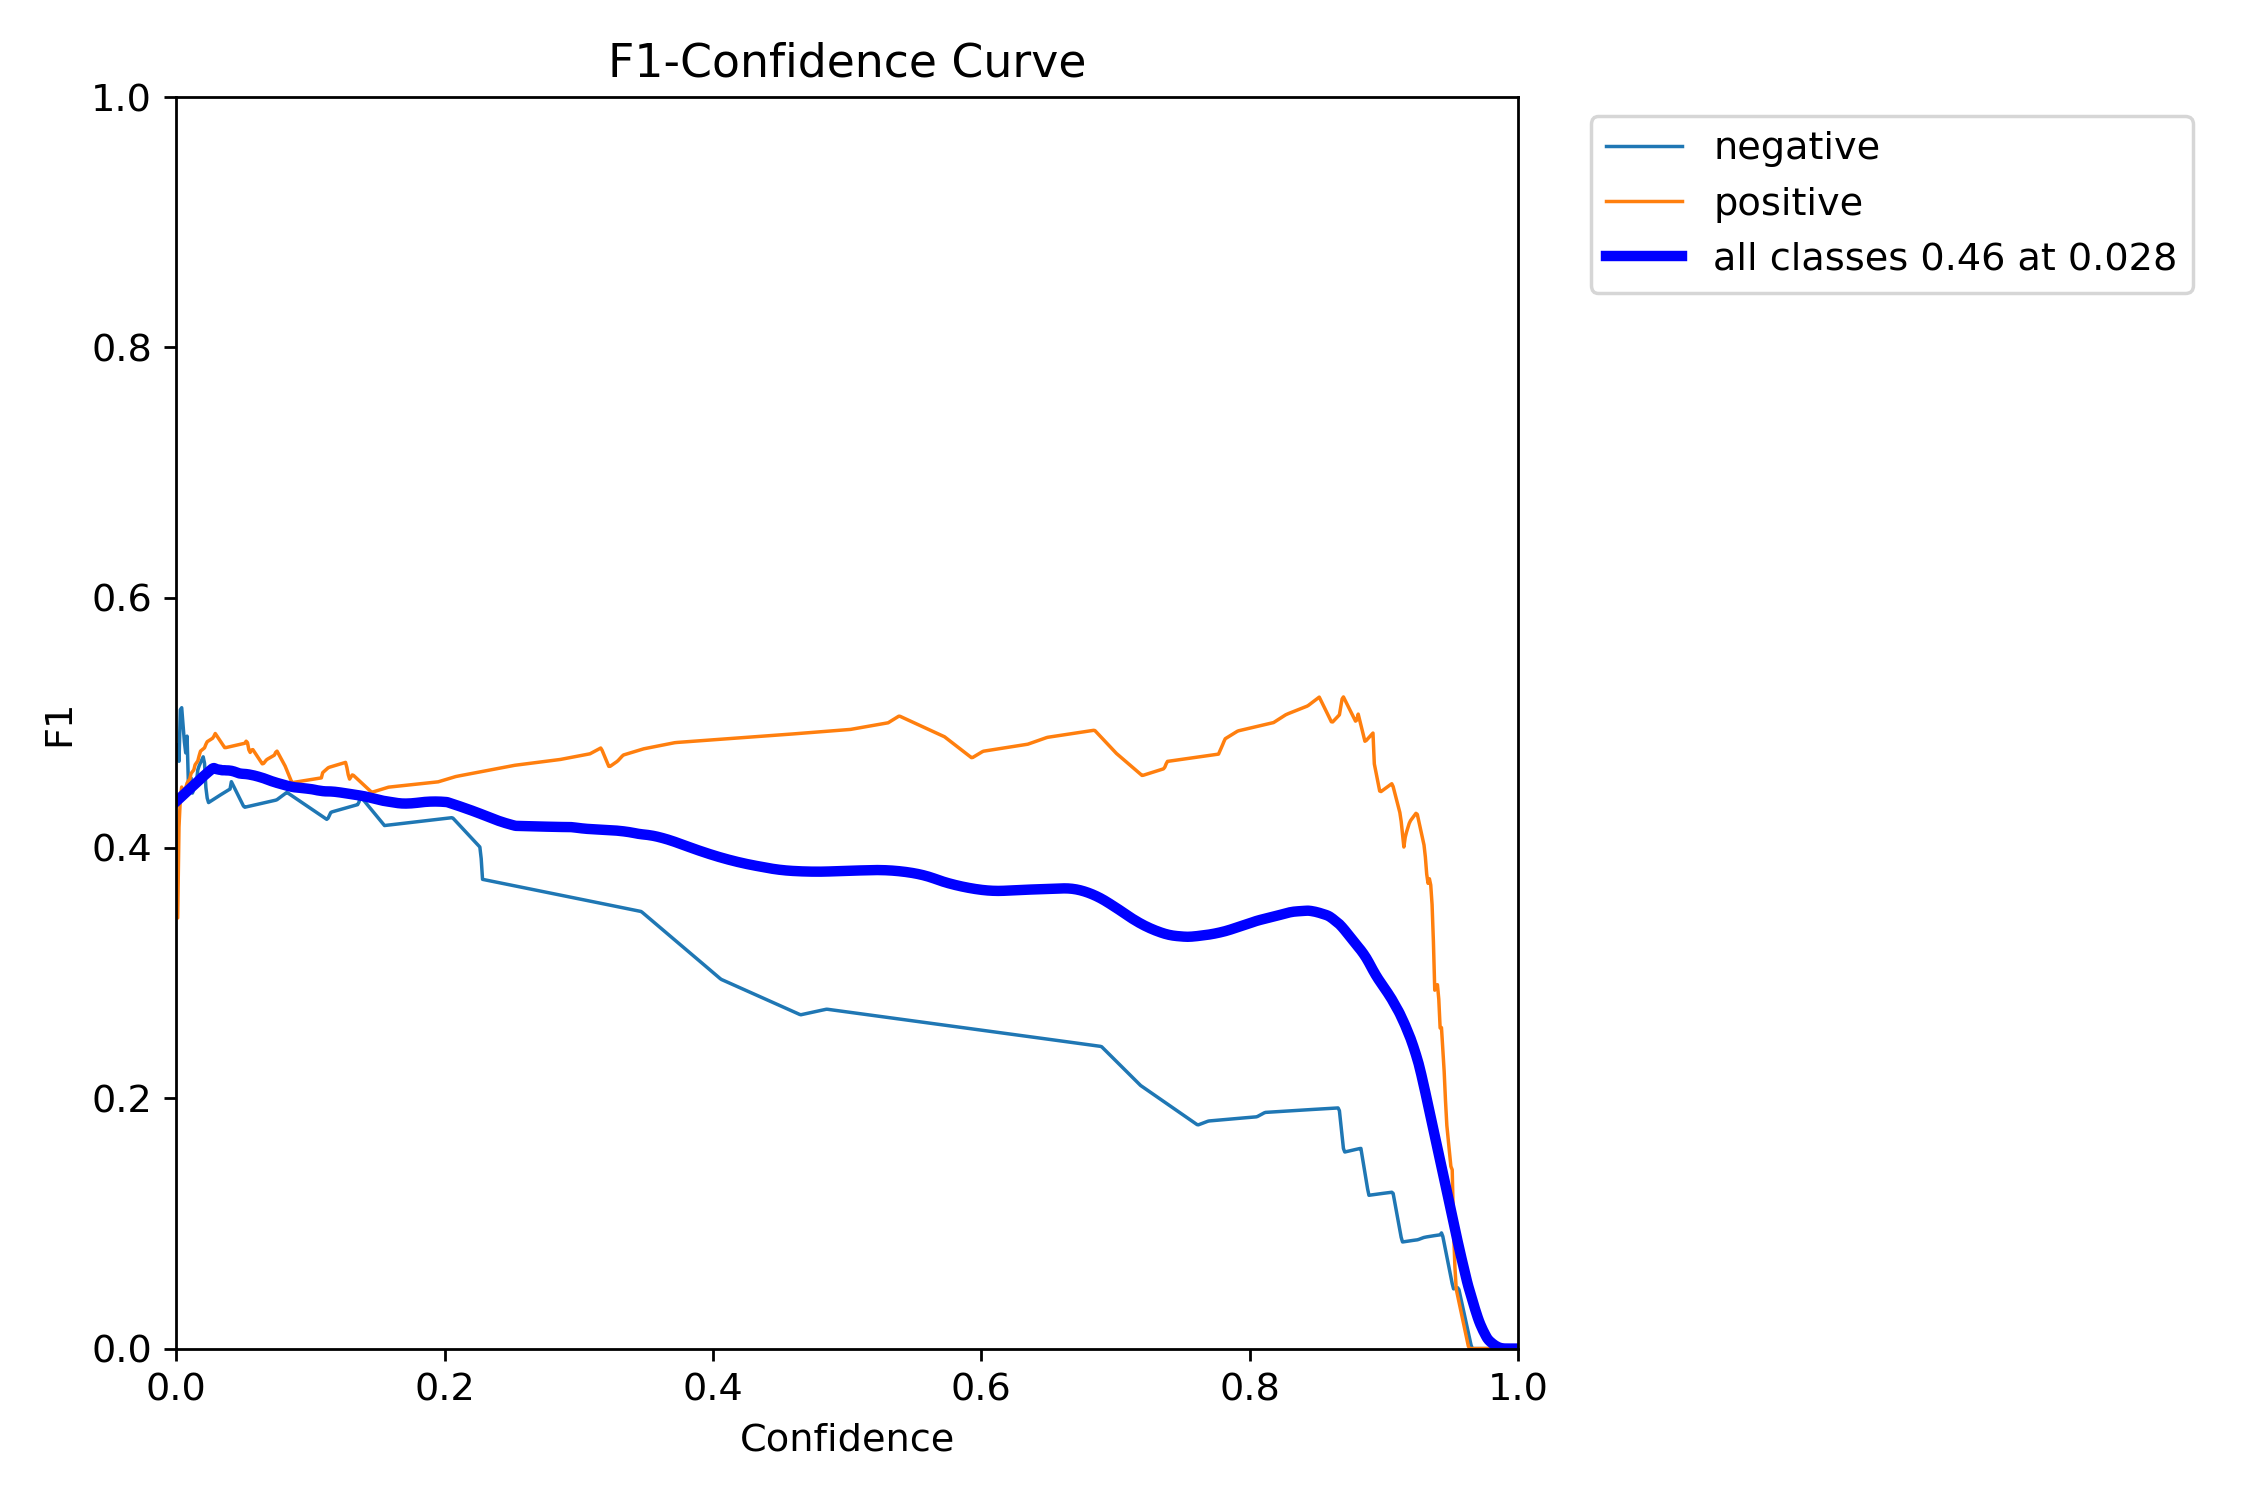 F1-Confidence Curve
1.0
0.8
0.6
0.4
0.2
0.0
F1
0.0 0.2 0.4 0.6 0.8 1.0
Confidence
negative
positive
all classes 0.46 at 0.028